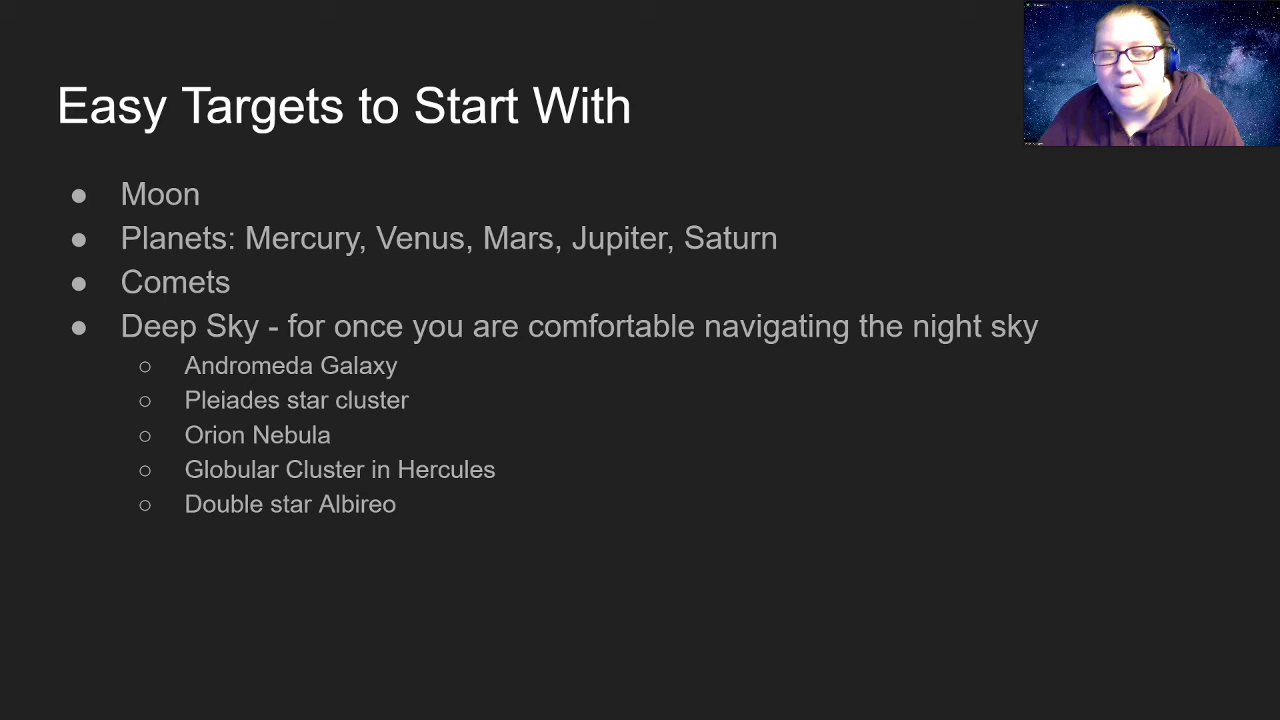 Easy Targets to Start With
● Moon
● Planets: Mercury, Venus, Mars, Jupiter, Saturn
● Comets
● Deep Sky - for once you are comfortable navigating the night sky
○ Andromeda Galaxy
○ Pleiades star cluster
○ Orion Nebula
○ Globular Cluster in Hercules
○ Double star Albireo